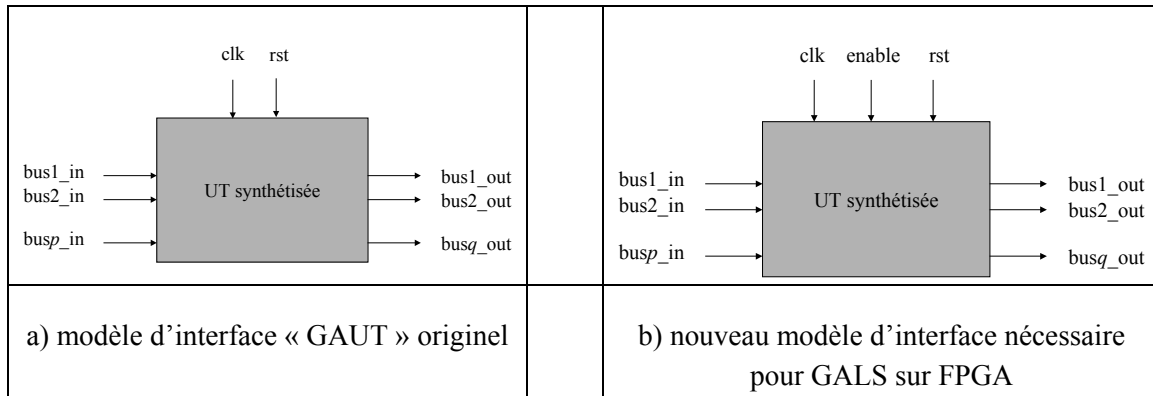 clk rst
bus1_in
bus2_in
busp_in
UT synthétisée
bus1_out
bus2_out
busq_out
a) modèle d'interface « GAUT » originel
clk enable rst
bus1_in
bus2_in
busp_in
UT synthétisée
bus1_out
bus2_out
busq_out
b) nouveau modèle d'interface nécessaire
pour GALS sur FPGA